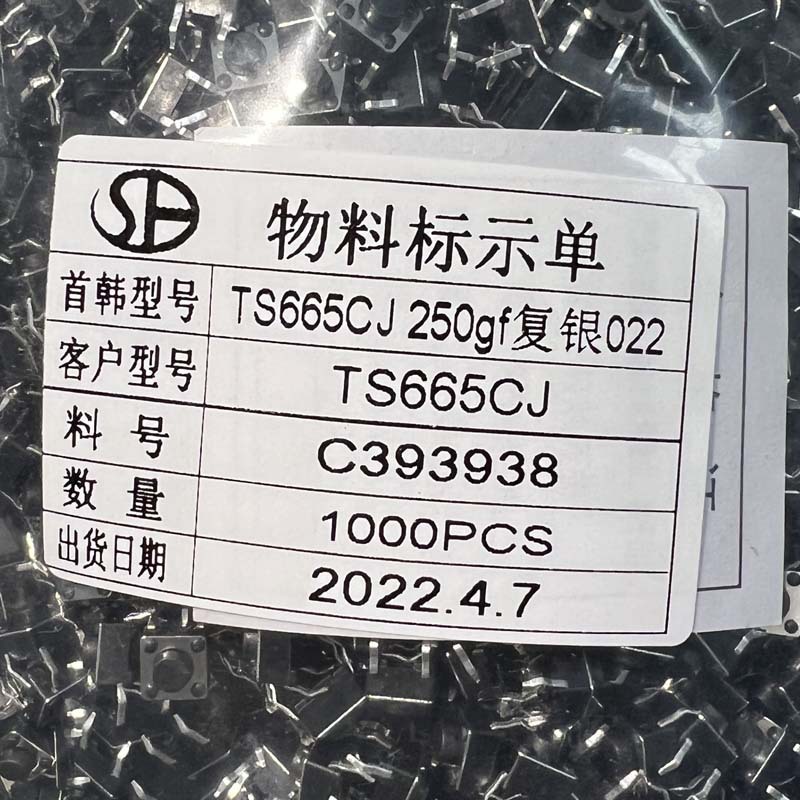 SH 物料标示单
首韩型号 TS665CJ 250gf复银022
客户型号 TS665CJ
料号 C393938
数量 1000PCS
出货日期 2022.4.7